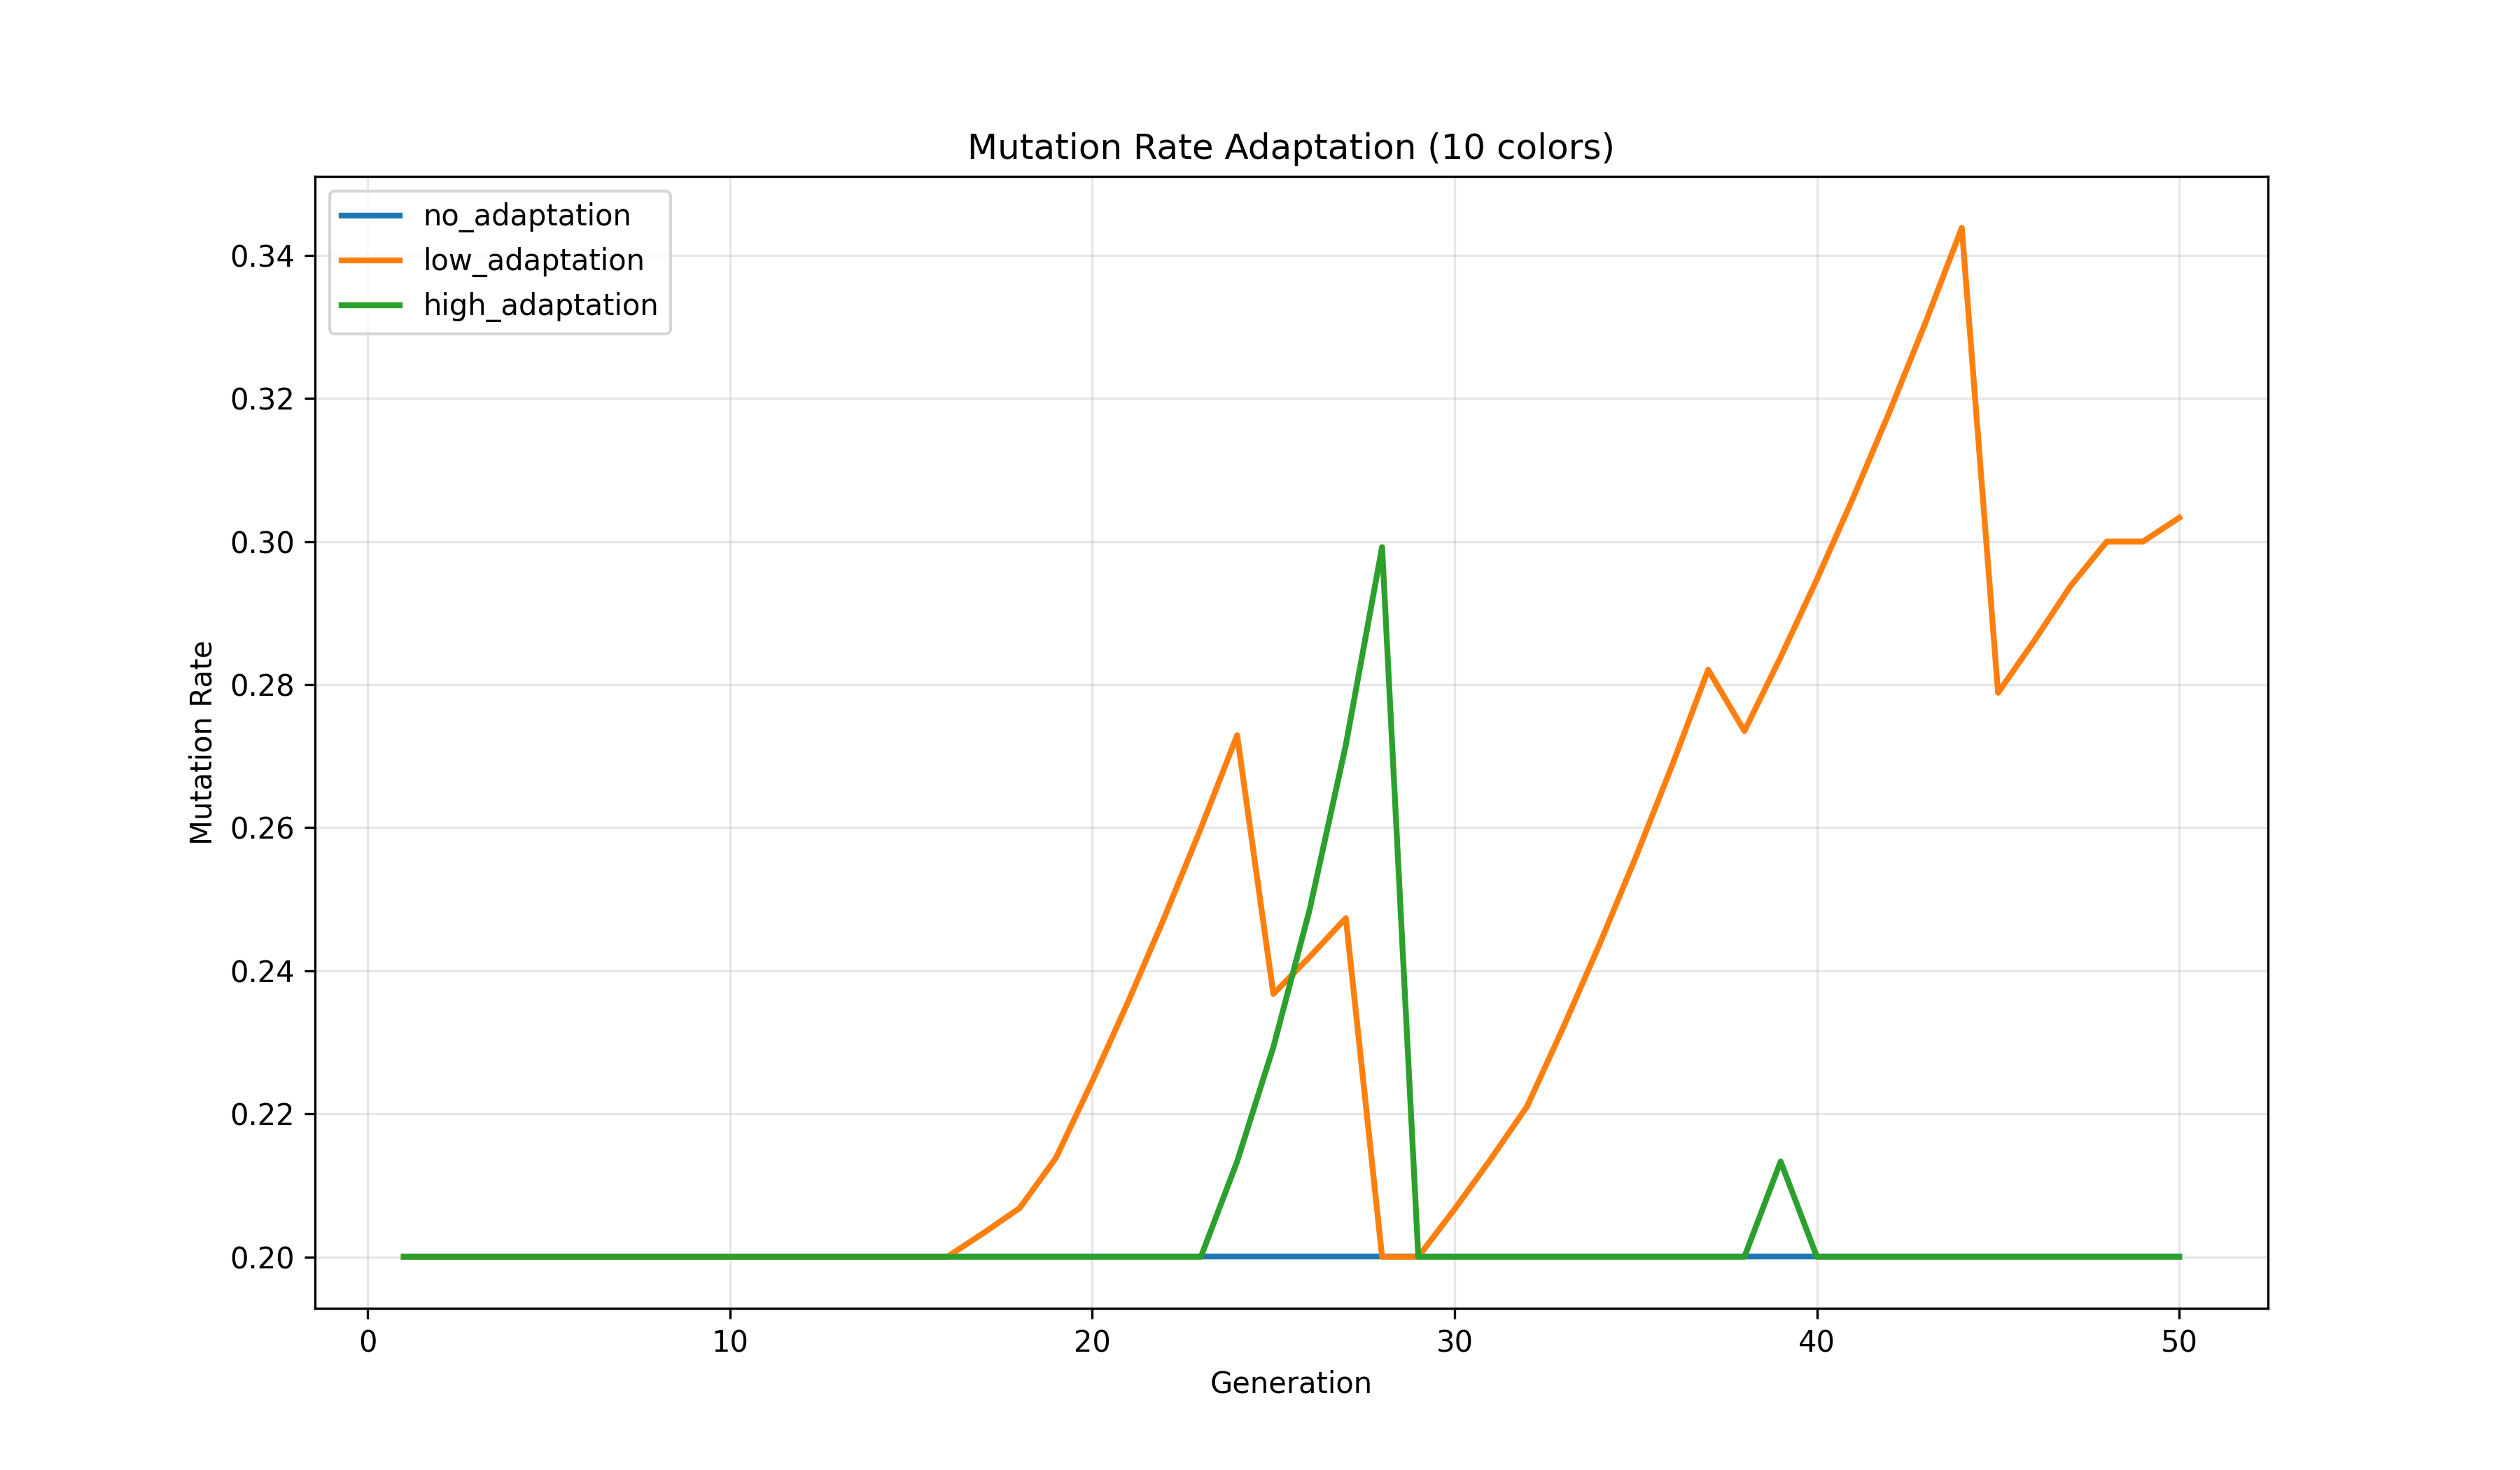 Mutation Rate Adaptation (10 colors)
no_adaptation
low_adaptation
high_adaptation
Mutation Rate
0.34
0.32
0.30
0.28
0.26
0.24
0.22
0.20
0 10 20 30 40 50
Generation